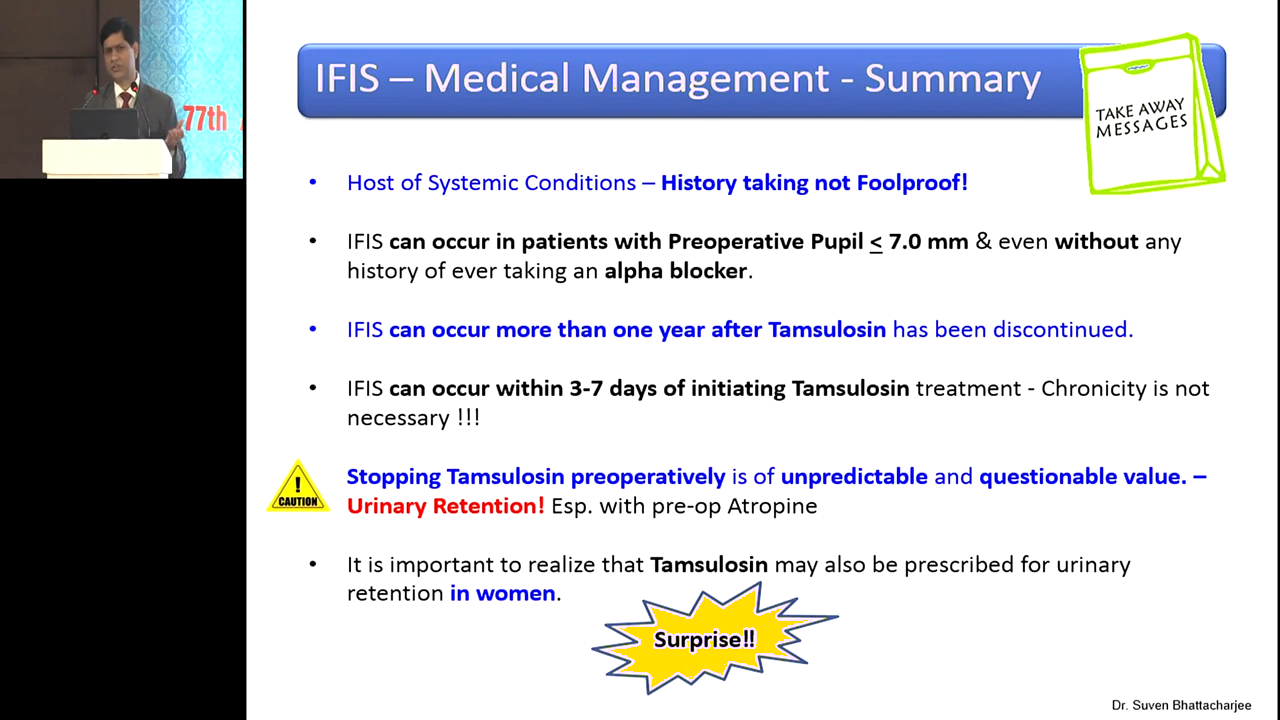 77th
IFIS – Medical Management - Summary
TAKE AWAY
MESSAGES
• Host of Systemic Conditions – History taking not Foolproof!
• IFIS can occur in patients with Preoperative Pupil ≤ 7.0 mm & even without any
history of ever taking an alpha blocker.
• IFIS can occur more than one year after Tamsulosin has been discontinued.
• IFIS can occur within 3-7 days of initiating Tamsulosin treatment - Chronicity is not
necessary !!!
!
CAUTION
Stopping Tamsulosin preoperatively is of unpredictable and questionable value. –
Urinary Retention! Esp. with pre-op Atropine
• It is important to realize that Tamsulosin may also be prescribed for urinary
retention in women.
Surprise!!
Dr. Suven Bhattacharjee